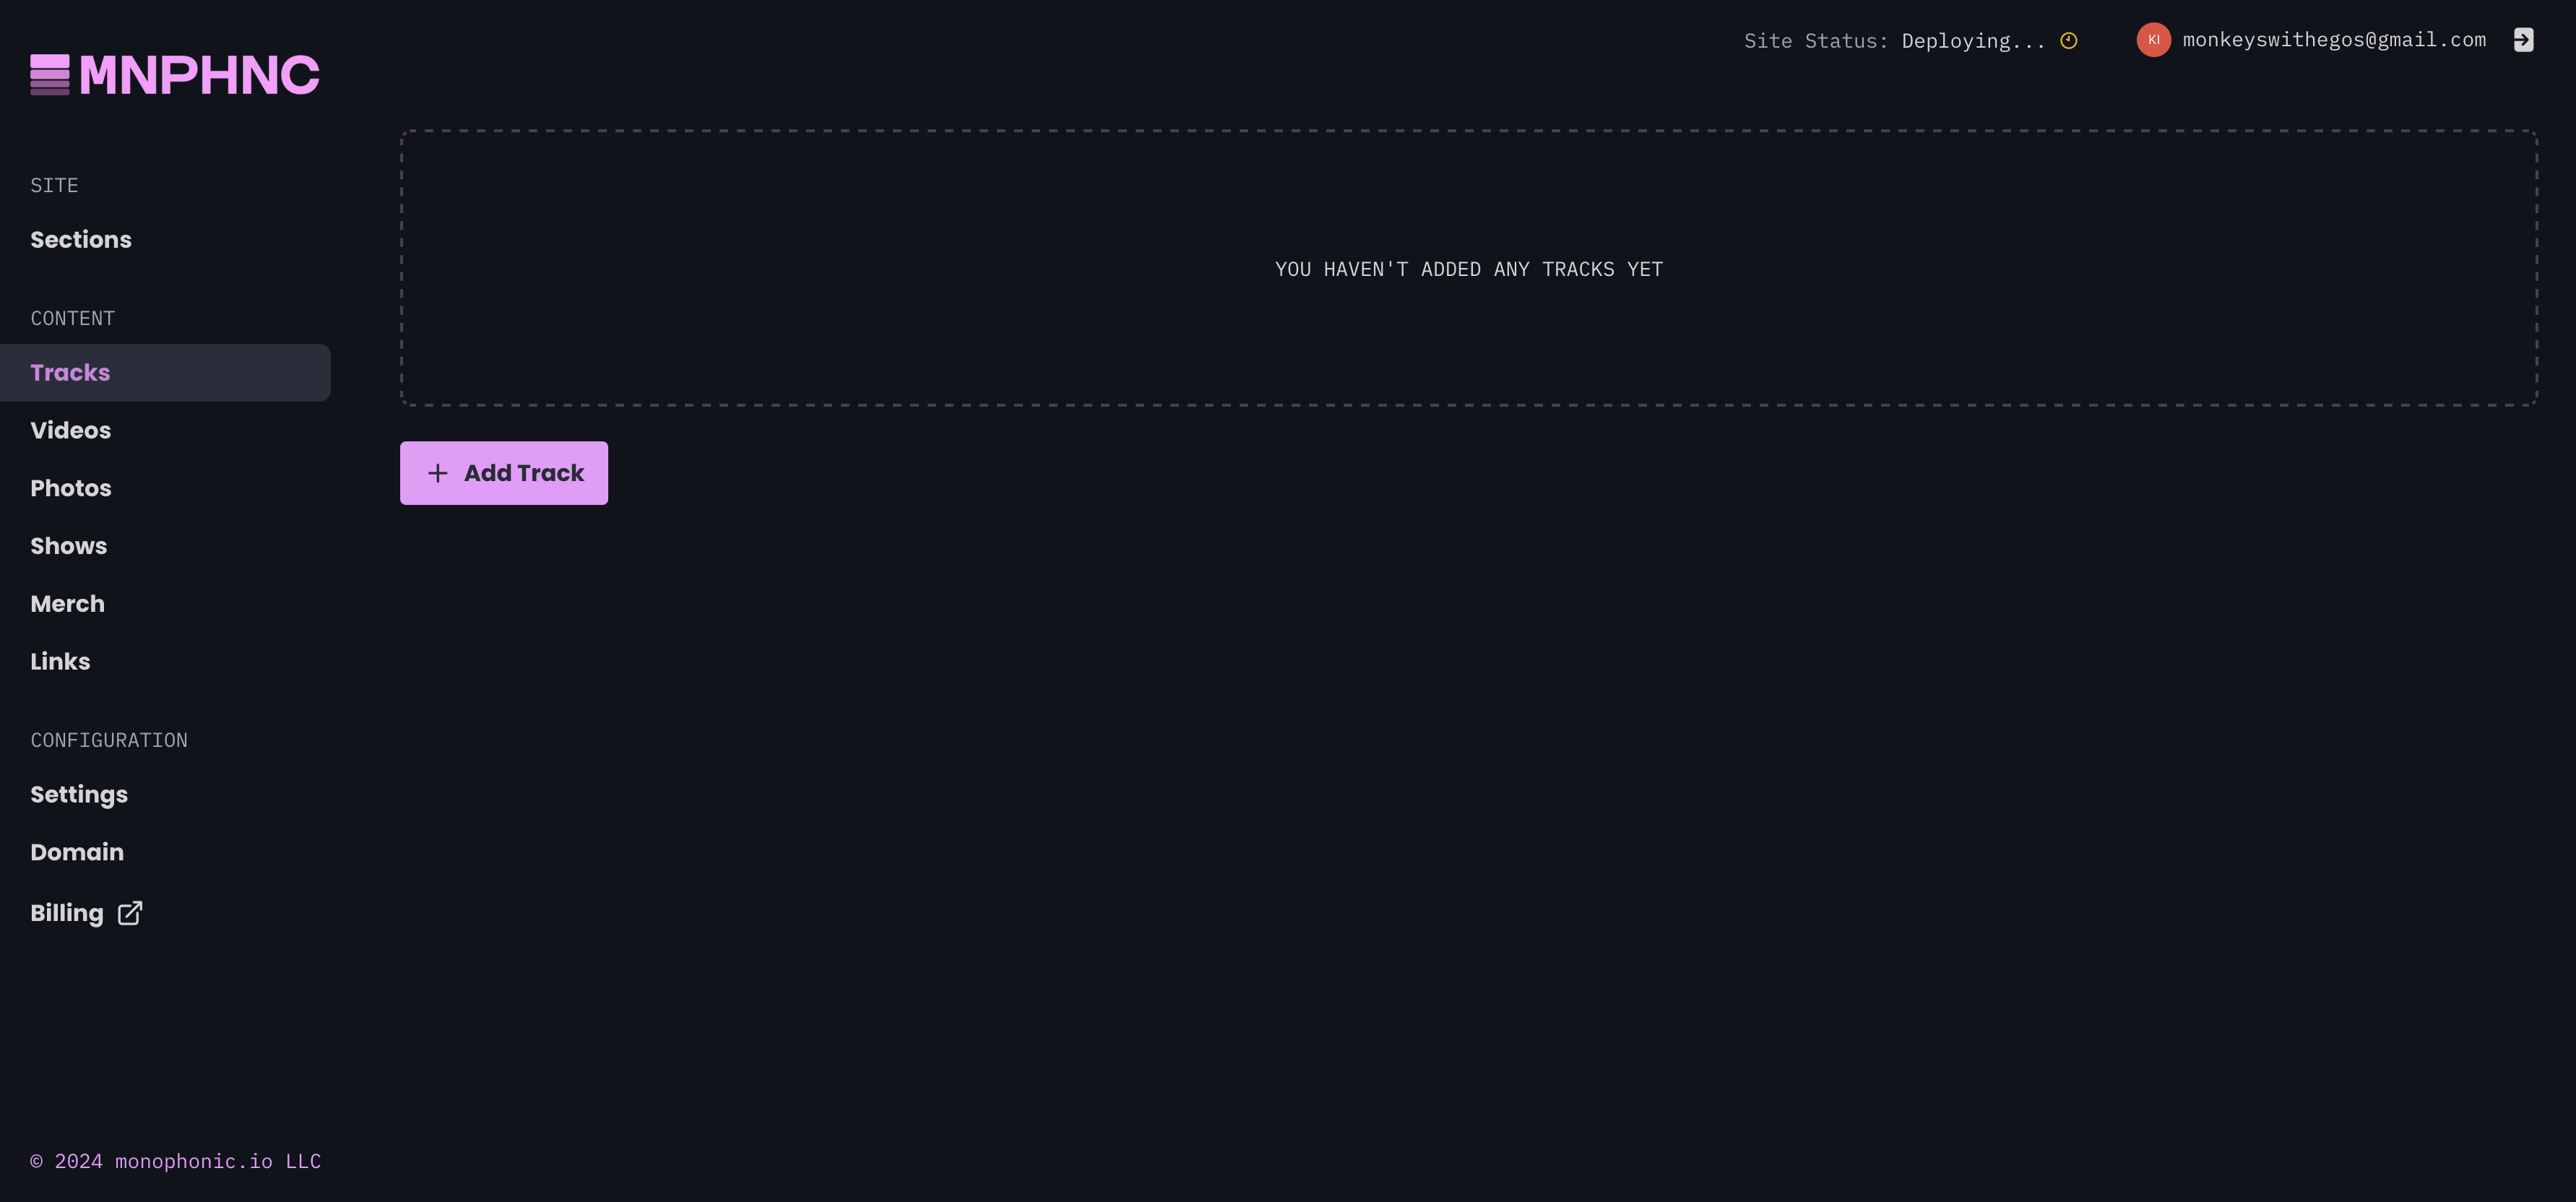 MNPHNC
Site Status: Deploying...
KI
monkeyswithegos@gmail.com
SITE
Sections
CONTENT
Tracks
Videos
Photos
Shows
Merch
Links
CONFIGURATION
Settings
Domain
Billing
YOU HAVEN'T ADDED ANY TRACKS YET
+ Add Track
© 2024 monophonic.io LLC